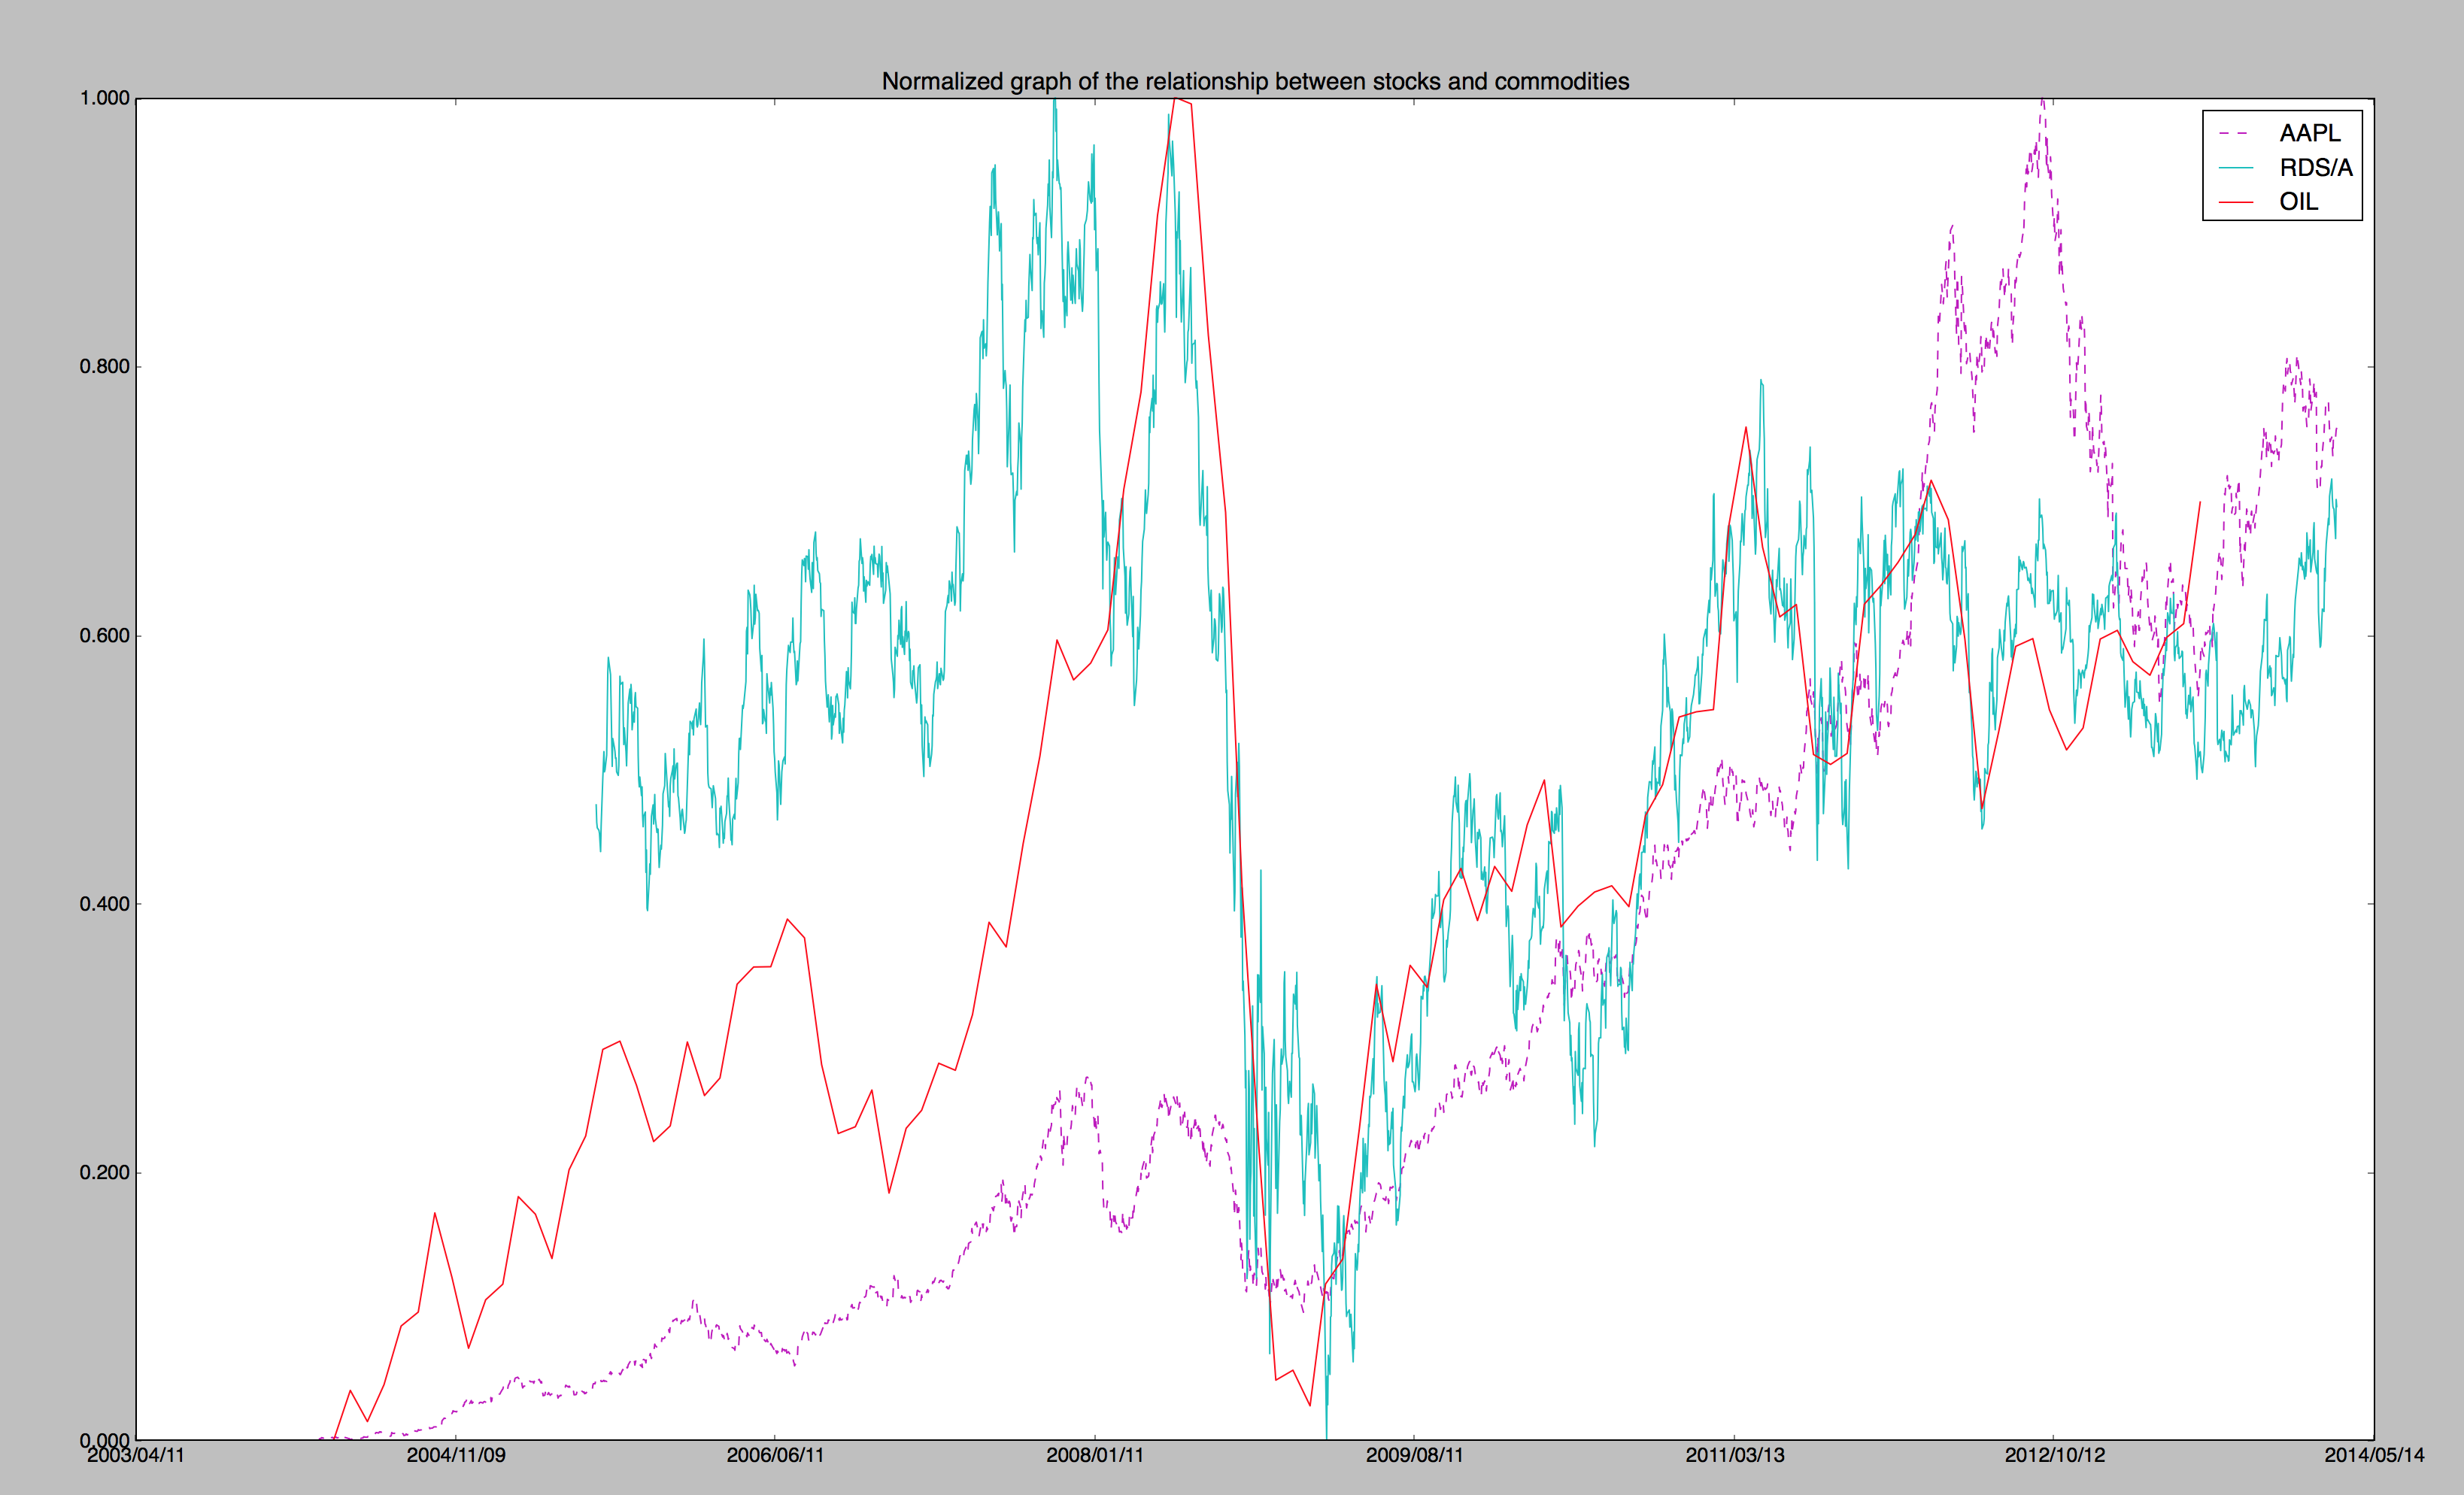 Normalized graph of the relationship between stocks and commodities
1.000
0.800
0.600
0.400
0.200
0.000
AAPL
RDS/A
OIL
2003/04/11 2004/11/09 2006/06/11 2008/01/11 2009/08/11 2011/03/13 2012/10/12 2014/05/14